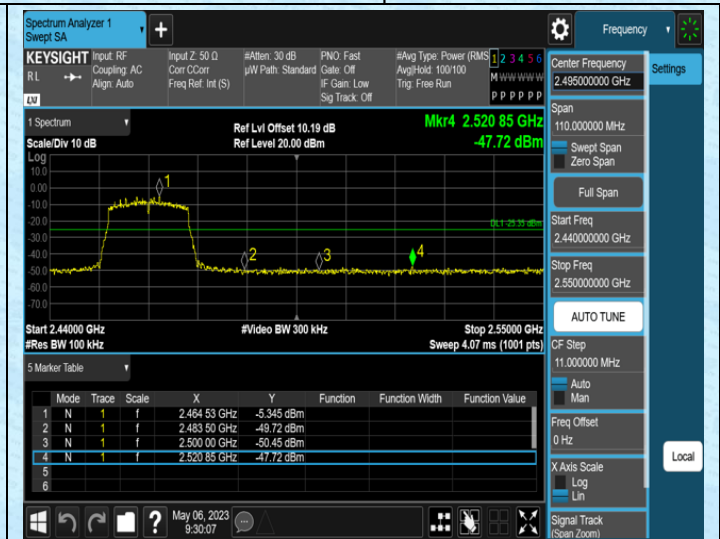 Spectrum Analyzer 1
Swept SA
+
Frequency
KEYSIGHT
RL
LXI
Input: RF
Coupling: AC
Align: Auto
Input Z: 50 Ω
Corr CCorr
Freq Ref: Int (S)
#Atten: 30 dB
µW Path: Standard
PNO: Fast
Gate: Off
IF Gain: Low
Sig Track: Off
#Avg Type: Power (RMS
Avg|Hold: 100/100
Trig: Free Run
1 2 3 4 5 6
M W W W W W
P P P P P P
1 Spectrum
Scale/Div 10 dB
Ref Lvl Offset 10.19 dB
Ref Level 20.00 dBm
Mkr4 2.520 85 GHz
-47.72 dBm
Log
10.0
0.00
-10.0
-20.0
-30.0
-40.0
-50.0
-60.0
-70.0
1
2
3
4
DL1 -25.35 dBm
Start 2.44000 GHz
#Res BW 100 kHz
#Video BW 300 kHz
Stop 2.55000 GHz
Sweep 4.07 ms (1001 pts)
5 Marker Table
Mode Trace Scale X Y Function Function Width Function Value
1 N 1 f 2.464 53 GHz -5.345 dBm
2 N 1 f 2.483 50 GHz -49.72 dBm
3 N 1 f 2.500 00 GHz -50.45 dBm
4 N 1 f 2.520 85 GHz -47.72 dBm
5
6
?
May 06, 2023
9:30:07
Center Frequency
2.495000000 GHz
Settings
Span
110.000000 MHz
Swept Span
Zero Span
Full Span
Start Freq
2.440000000 GHz
Stop Freq
2.550000000 GHz
AUTO TUNE
CF Step
11.000000 MHz
Auto
Man
Freq Offset
0 Hz
Local
X Axis Scale
Log
Lin
Signal Track
(Span Zoom)